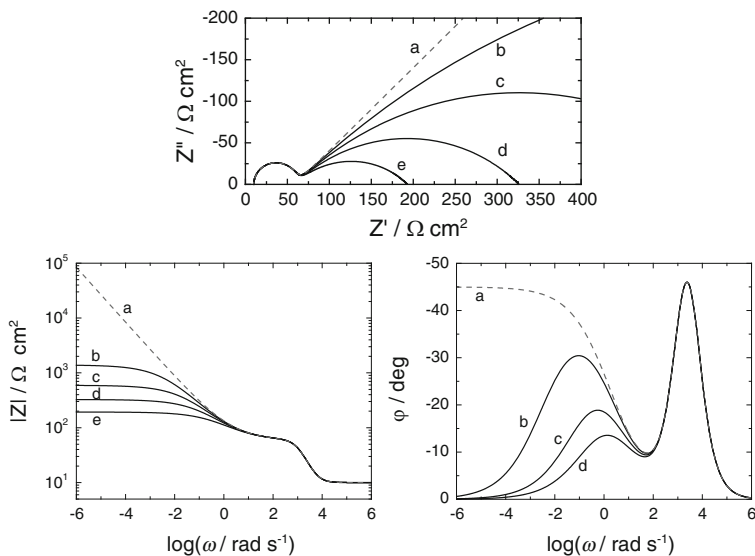 -200
-150
-100
-50
0
Z'' / Ω cm²
a
b
c
d
e
0 50 100 150 200 250 300 350 400
Z' / Ω cm²
10⁵
10⁴
10³
10²
10¹
|Z| / Ω cm²
a
b
c
d
e
-6 -4 -2 0 2 4 6
log(ω / rad s⁻¹)
-50
-40
-30
-20
-10
0
φ / deg
a
b
c
d
-6 -4 -2 0 2 4 6
log(ω / rad s⁻¹)